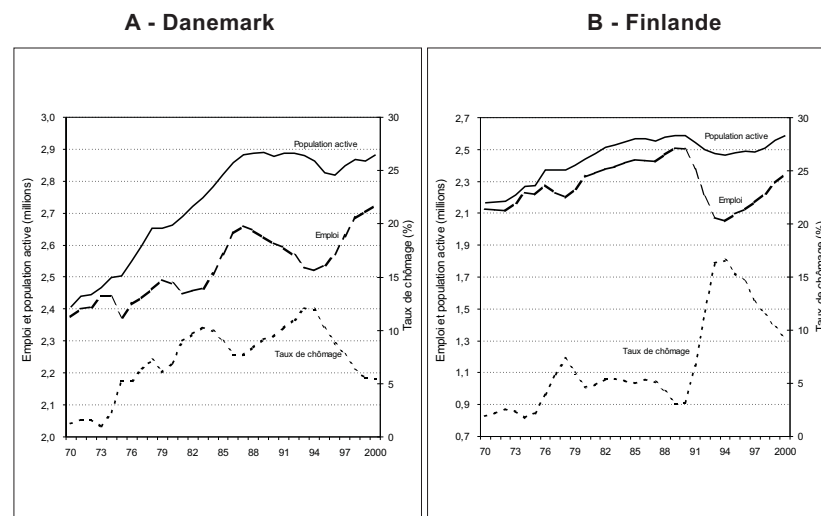 A - Danemark
Emploi et population active (millions)
3,0
2,9
2,8
2,7
2,6
2,5
2,4
2,3
2,2
2,1
2,0
Population active
Emploi
Taux de chômage
30
25
20
15
10
5
0
Taux de chômage (%)
70 73 76 79 82 85 88 91 94 97 2000
B - Finlande
Emploi et population active (millions)
2,7
2,5
2,3
2,1
1,9
1,7
1,5
1,3
1,1
0,9
0,7
Population active
Emploi
Taux de chômage
30
25
20
15
10
5
0
Taux de chômage (%)
70 73 76 79 82 85 88 91 94 97 2000